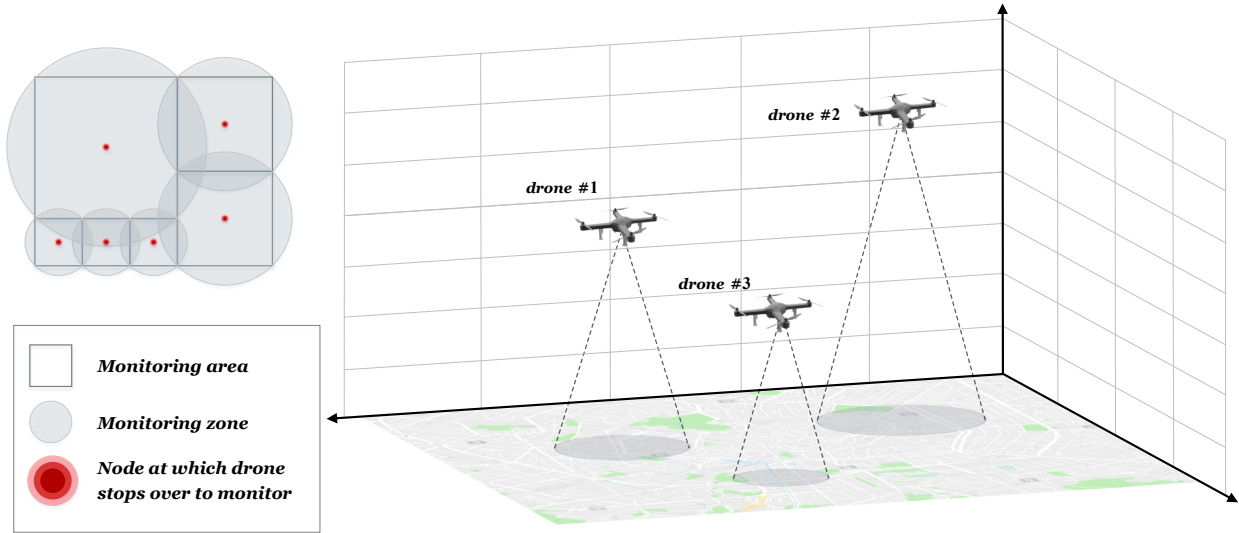 drone #2
drone #1
drone #3
Monitoring area
Monitoring zone
Node at which drone
stops over to monitor